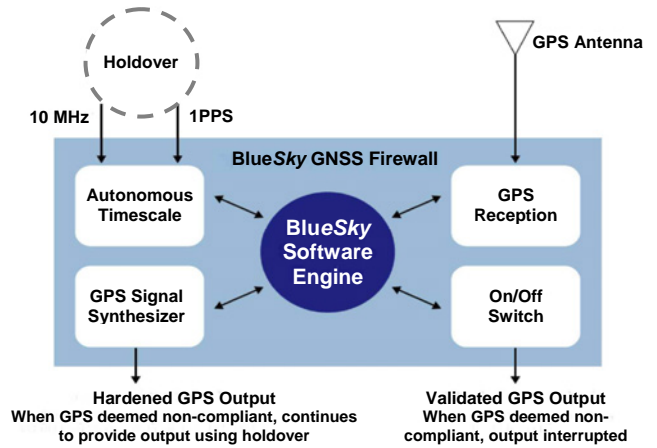 Holdover
GPS Antenna
10 MHz
1PPS
BlueSky GNSS Firewall
Autonomous
Timescale
GPS
Reception
BlueSky
Software
Engine
GPS Signal
Synthesizer
On/Off
Switch
Hardened GPS Output
When GPS deemed non-compliant, continues
to provide output using holdover
Validated GPS Output
When GPS deemed non-
compliant, output interrupted